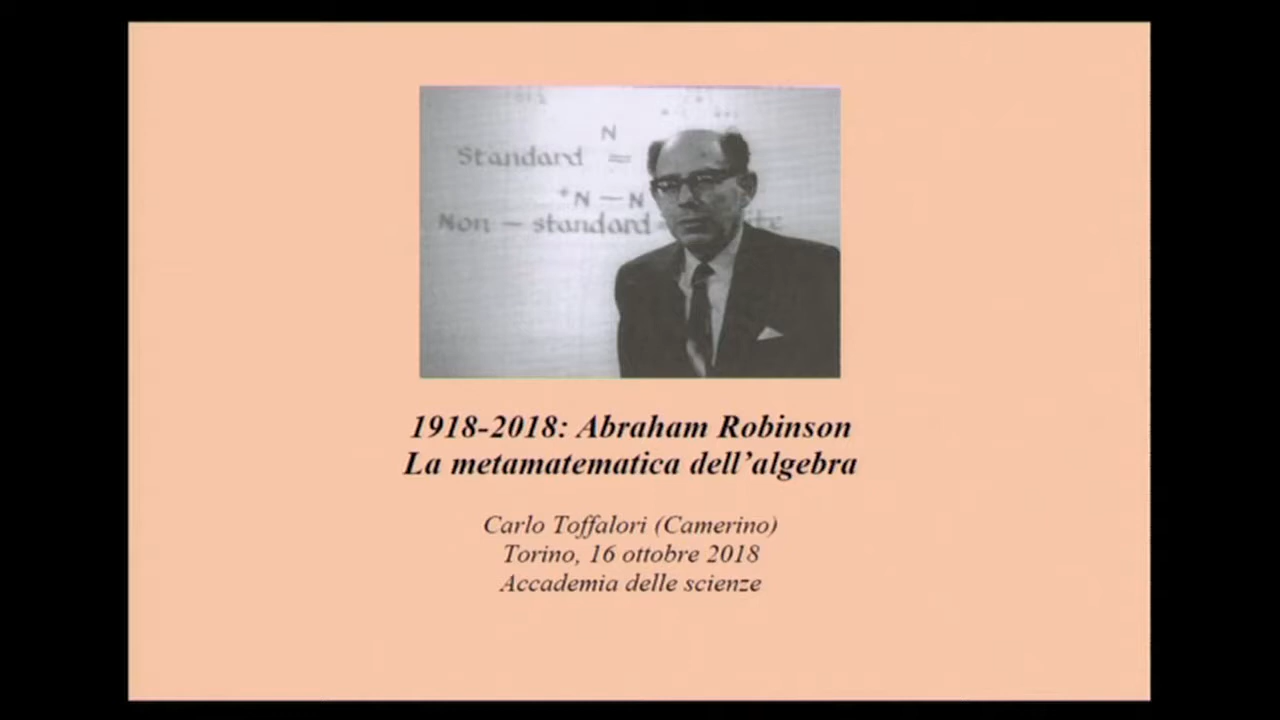 N
Standard =
*N — N
Non — standard
1918-2018: Abraham Robinson
La metamatematica dell'algebra
Carlo Toffalori (Camerino)
Torino, 16 ottobre 2018
Accademia delle scienze